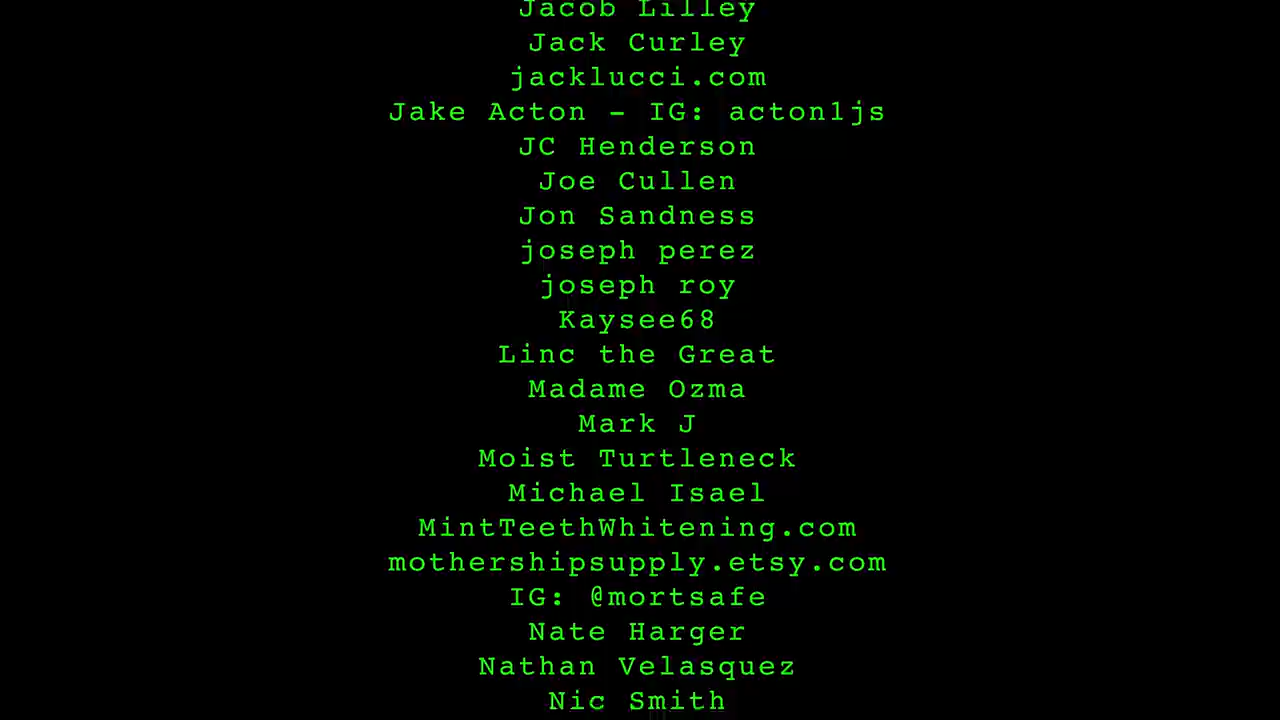 Jacob Lilley
Jack Curley
jacklucci.com
Jake Acton - IG: acton1js
JC Henderson
Joe Cullen
Jon Sandness
joseph perez
joseph roy
Kaysee68
Linc the Great
Madame Ozma
Mark J
Moist Turtleneck
Michael Isael
MintTeethWhitening.com
mothershipsupply.etsy.com
IG: @mortsafe
Nate Harger
Nathan Velasquez
Nic Smith